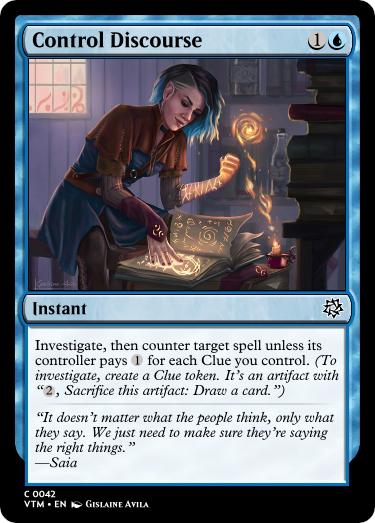 Control Discourse
1
Instant
Investigate, then counter target spell unless its
controller pays 1 for each Clue you control. (To
investigate, create a Clue token. It's an artifact with
"2, Sacrifice this artifact: Draw a card.")
"It doesn't matter what the people think, only what
they say. We just need to make sure they're saying
the right things."
—Saia
C 0042
VTM • EN Gislaine Avila